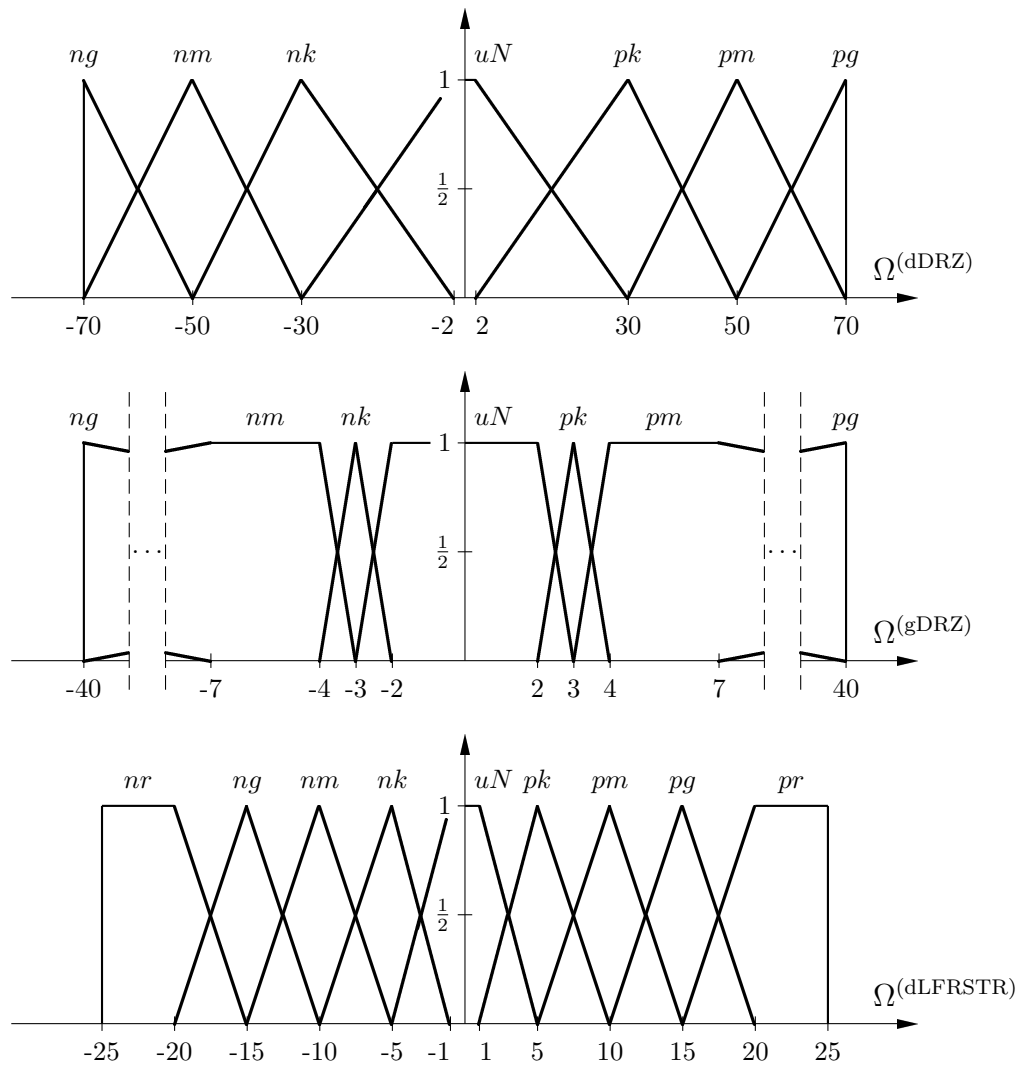 ng nm nk uN pk pm pg
1
1/2
Ω(dDRZ)
-70 -50 -30 -2 2 30 50 70
ng nm nk uN pk pm pg
1
1/2
... ...
Ω(gDRZ)
-40 -7 -4 -3 -2 2 3 4 7 40
nr ng nm nk uN pk pm pg pr
1
1/2
Ω(dLFRSTR)
-25 -20 -15 -10 -5 -1 1 5 10 15 20 25